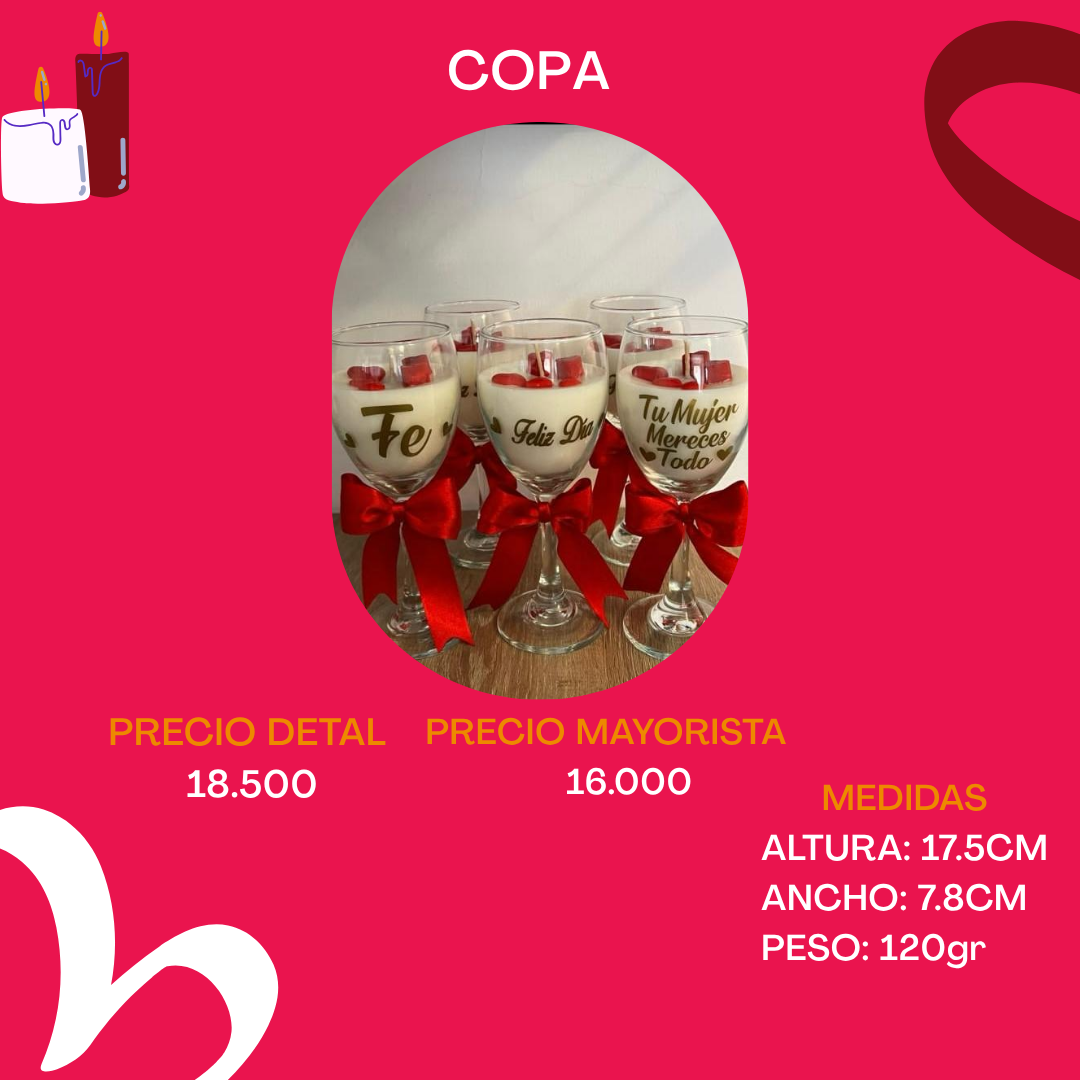 COPA
Fe
Feliz Día
Tu Mujer
Mereces
Todo
PRECIO DETAL
18.500
PRECIO MAYORISTA
16.000
MEDIDAS
ALTURA: 17.5CM
ANCHO: 7.8CM
PESO: 120gr